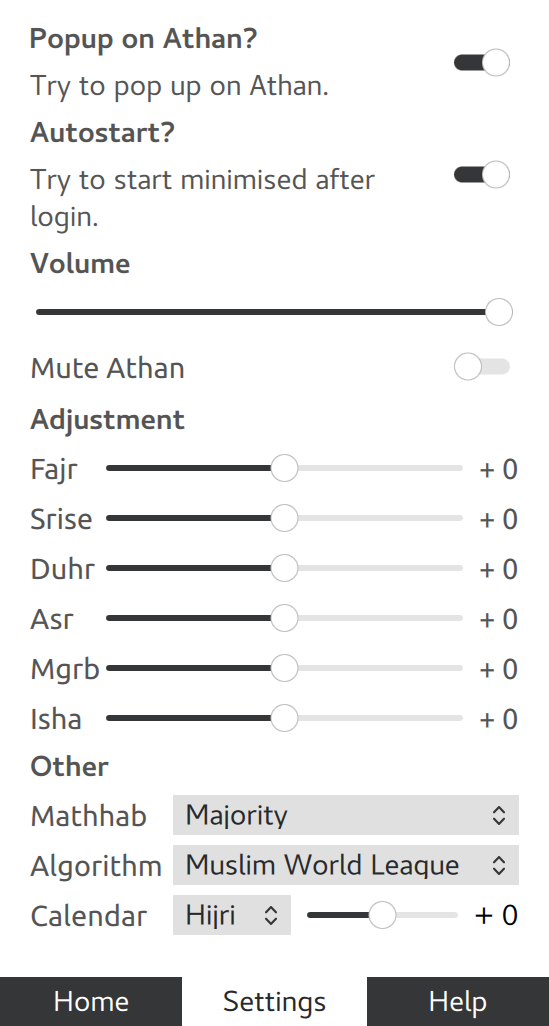 Popup on Athan?
Try to pop up on Athan.
Autostart?
Try to start minimised after
login.
Volume
Mute Athan
Adjustment
Fajr + 0
Srise + 0
Duhr + 0
Asr + 0
Mgrb + 0
Isha + 0
Other
Mathhab Majority
Algorithm Muslim World League
Calendar Hijri + 0
Home Settings Help